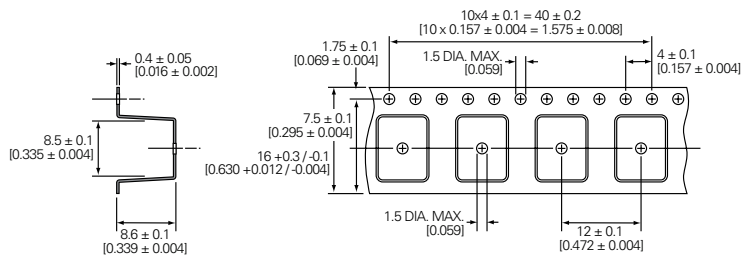 10x4 ± 0.1 = 40 ± 0.2
[10 x 0.157 ± 0.004 = 1.575 ± 0.008]
0.4 ± 0.05
[0.016 ± 0.002]
1.75 ± 0.1
[0.069 ± 0.004]
1.5 DIA. MAX.
[0.059]
4 ± 0.1
[0.157 ± 0.004]
7.5 ± 0.1
[0.295 ± 0.004]
8.5 ± 0.1
[0.335 ± 0.004]
16 +0.3 / -0.1
[0.630 +0.012 / -0.004]
8.6 ± 0.1
[0.339 ± 0.004]
1.5 DIA. MAX.
[0.059]
12 ± 0.1
[0.472 ± 0.004]